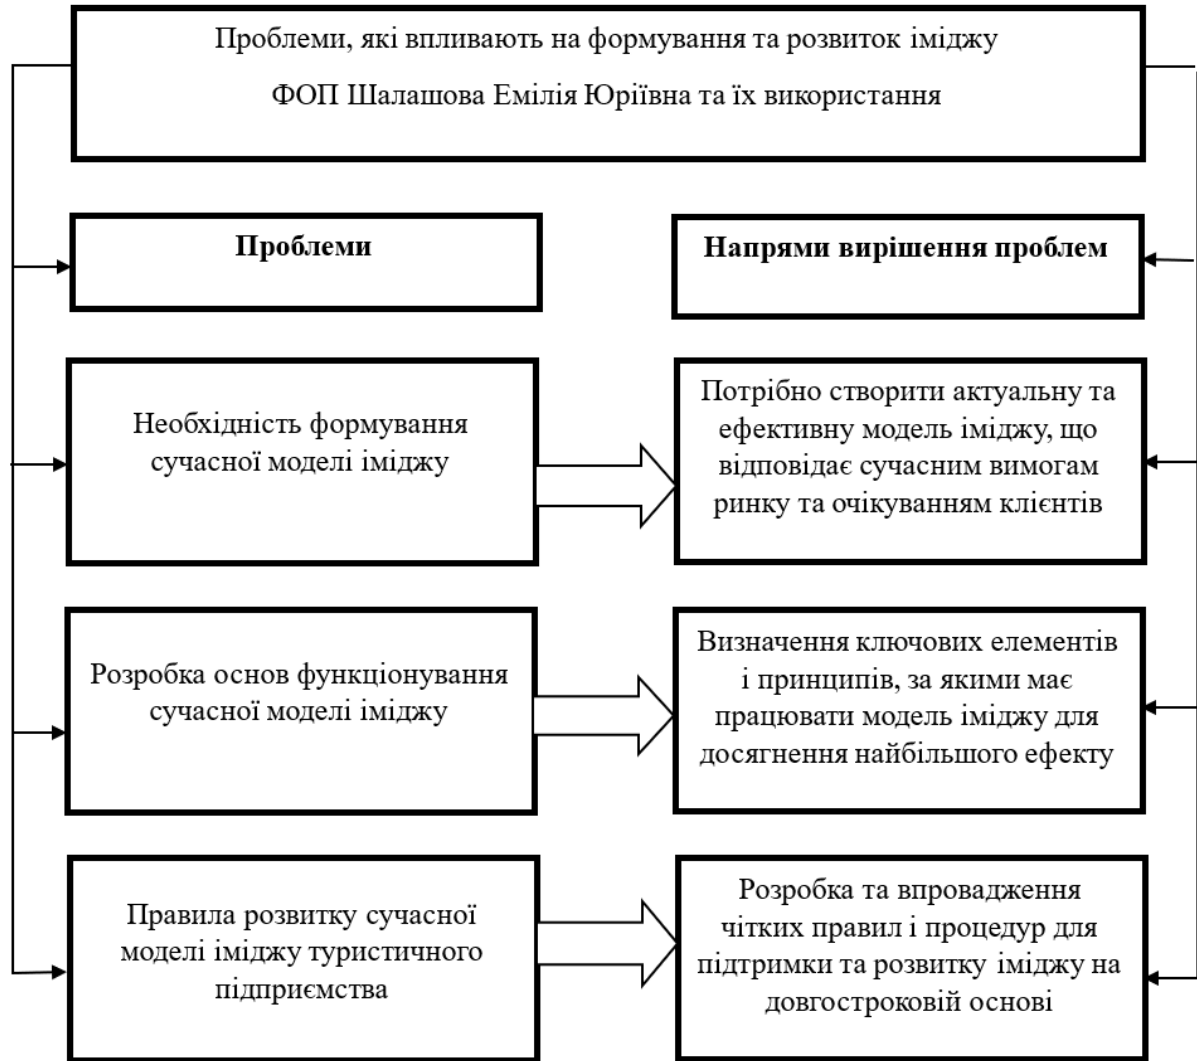 Проблеми, які впливають на формування та розвиток іміджу
ФОП Шалашова Емілія Юріївна та їх використання
Проблеми
Напрями вирішення проблем
Необхідність формування
сучасної моделі іміджу
Потрібно створити актуальну та
ефективну модель іміджу, що
відповідає сучасним вимогам
ринку та очікуванням клієнтів
Розробка основ функціонування
сучасної моделі іміджу
Визначення ключових елементів
і принципів, за якими має
працювати модель іміджу для
досягнення найбільшого ефекту
Правила розвитку сучасної
моделі іміджу туристичного
підприємства
Розробка та впровадження
чітких правил і процедур для
підтримки та розвитку іміджу на
довгостроковій основі